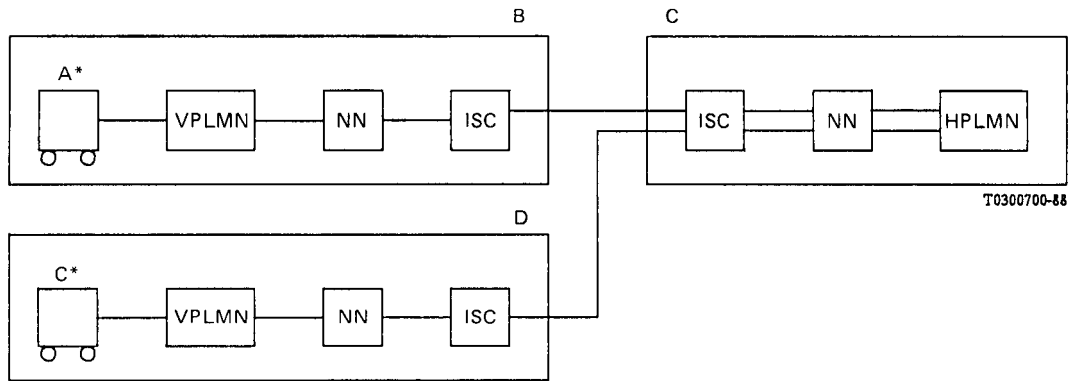 B
C
A*
VPLMN
NN
ISC
ISC
NN
HPLMN
T0300700-88
D
C*
VPLMN
NN
ISC